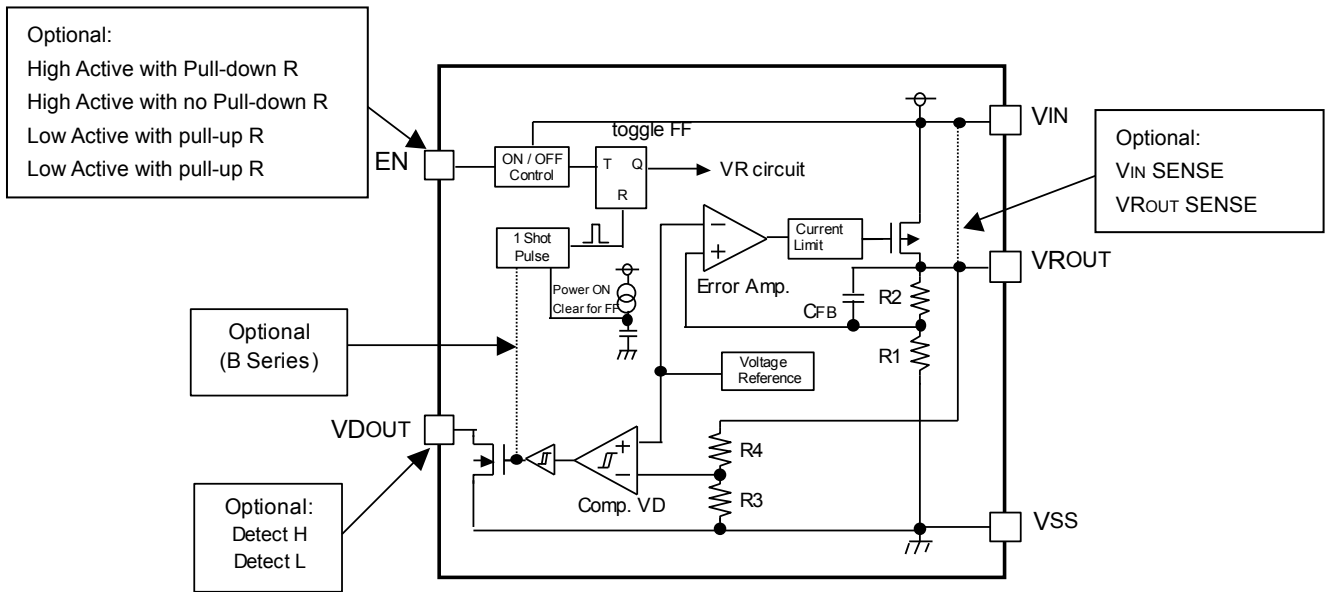 Optional:
High Active with Pull-down R
High Active with no Pull-down R
Low Active with pull-up R
Low Active with pull-up R
EN
ON / OFF
Control
toggle FF
T Q
R
VR circuit
1 Shot
Pulse
Power ON
Clear for FF
Error Amp.
Current
Limit
CFB
R2
R1
VIN
Optional:
VIN SENSE
VROUT SENSE
VROUT
Optional
(B Series)
Voltage
Reference
VDOUT
Comp. VD
R4
R3
VSS
Optional:
Detect H
Detect L